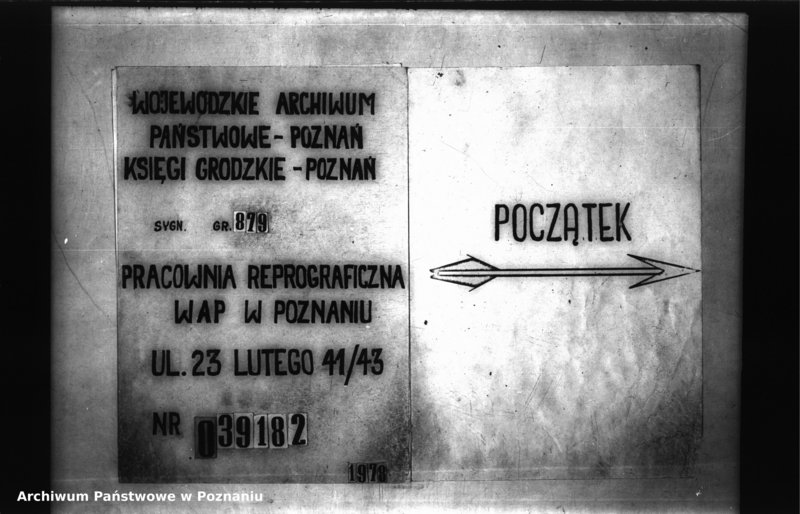 WOJEWÓDZKIE ARCHIWUM
PAŃSTWOWE - POZNAŃ
KSIĘGI GRODZKIE - POZNAŃ
SYGN. GR. 879
PRACOWNIA REPROGRAFICZNA
WAP W POZNANIU
UL. 23 LUTEGO 41/43
NR 039182
1978
POCZĄTEK
Archiwum Państwowe w Poznaniu